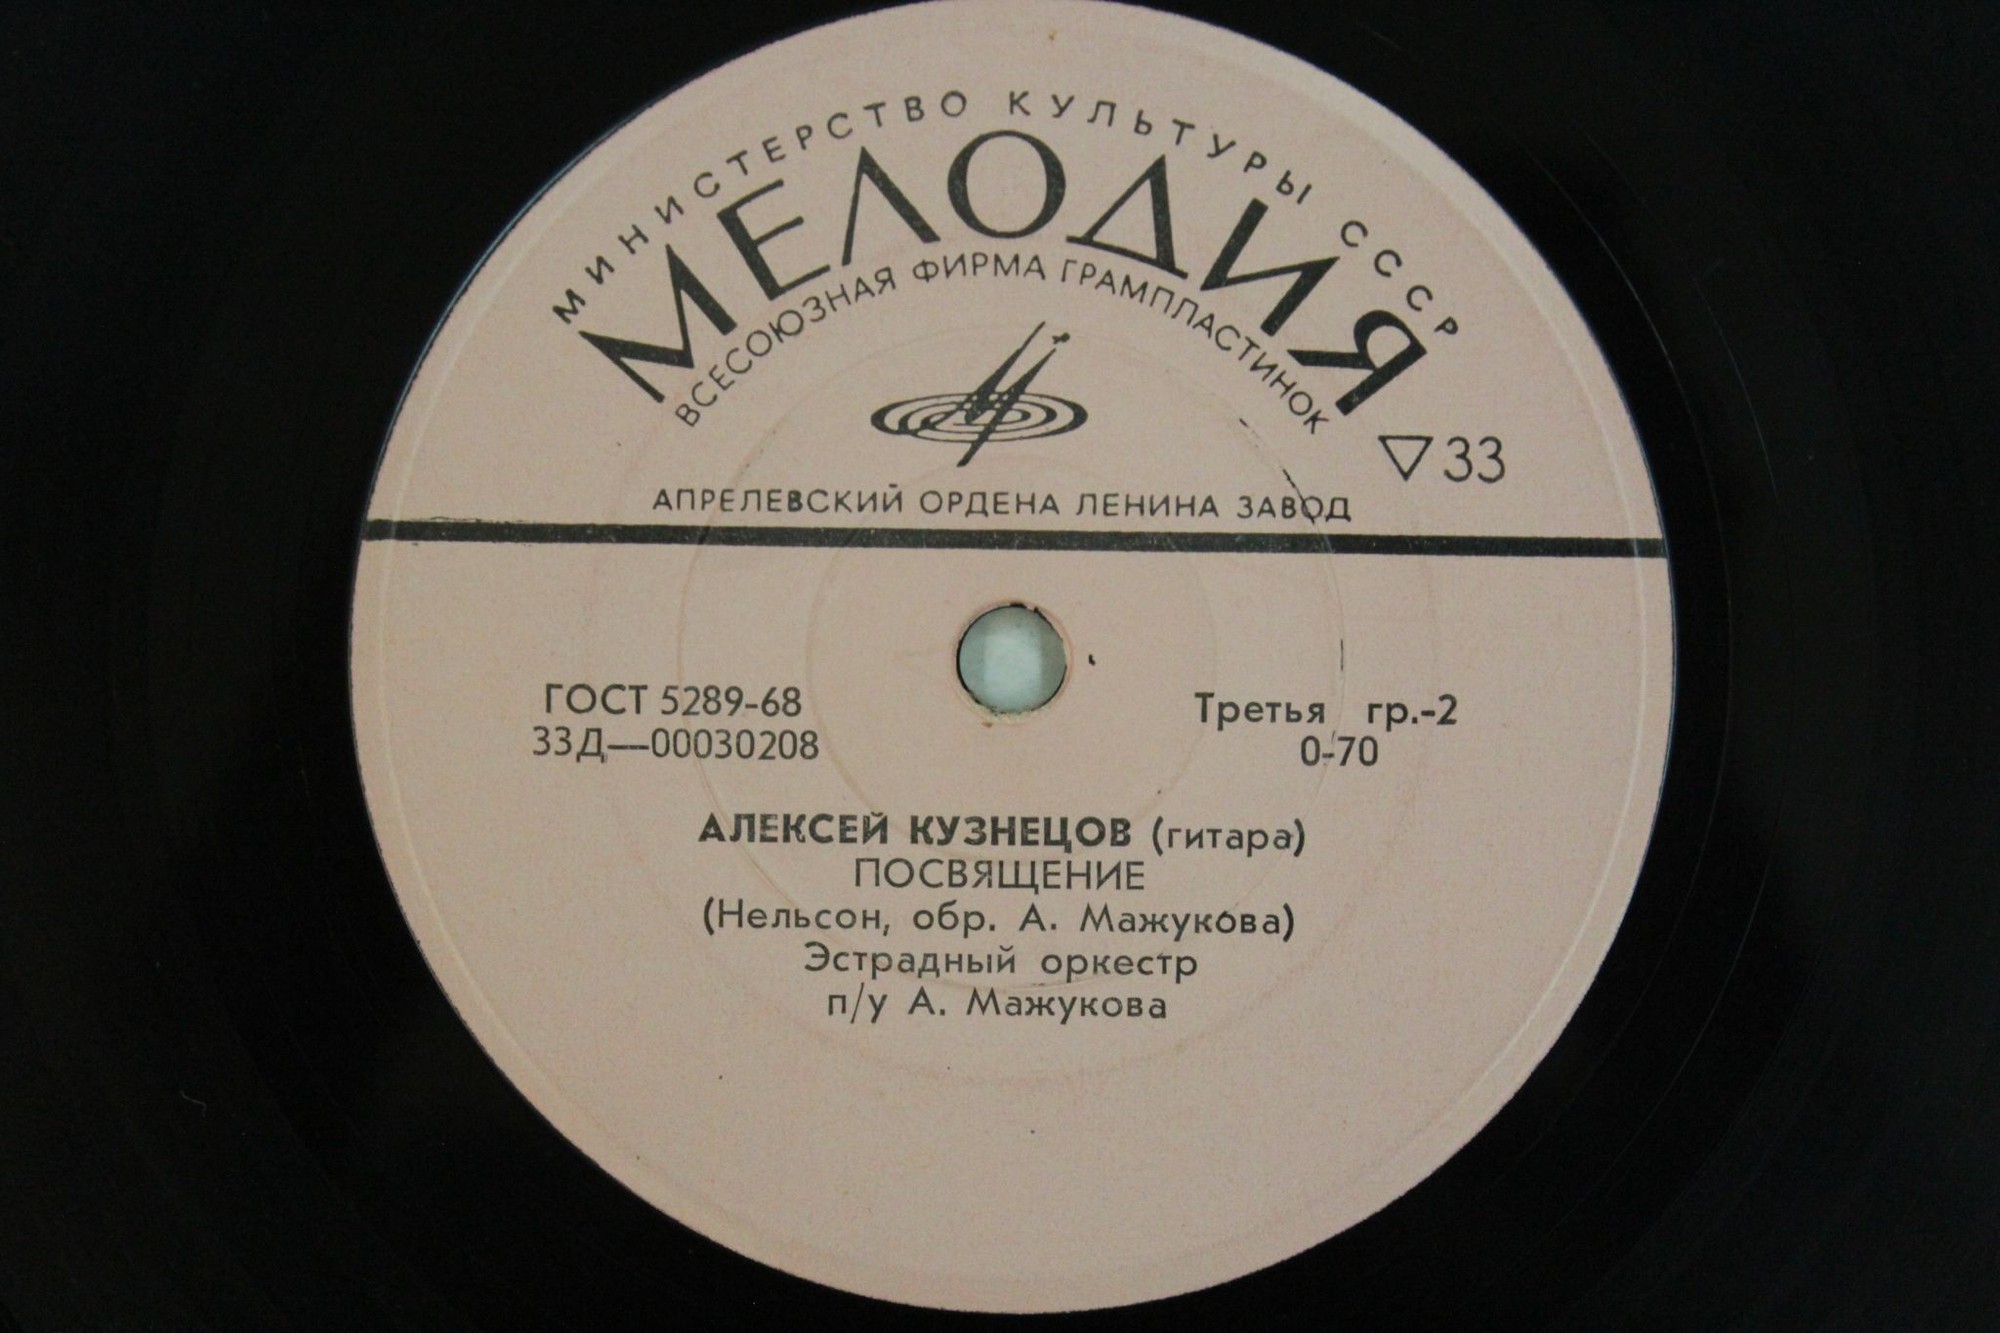 МИНИСТЕРСТВО КУЛЬТУРЫ СССР
МЕЛОДИЯ
ВСЕСОЮЗНАЯ ФИРМА ГРАМПЛАСТИНОК
33
АПРЕЛЕВСКИЙ ОРДЕНА ЛЕНИНА ЗАВОД
ГОСТ 5289-68
33Д—00030208
Третья гр.-2
0-70
АЛЕКСЕЙ КУЗНЕЦОВ (гитара)
ПОСВЯЩЕНИЕ
(Нельсон, обр. А. Мажукова)
Эстрадный оркестр
п/у А. Мажукова